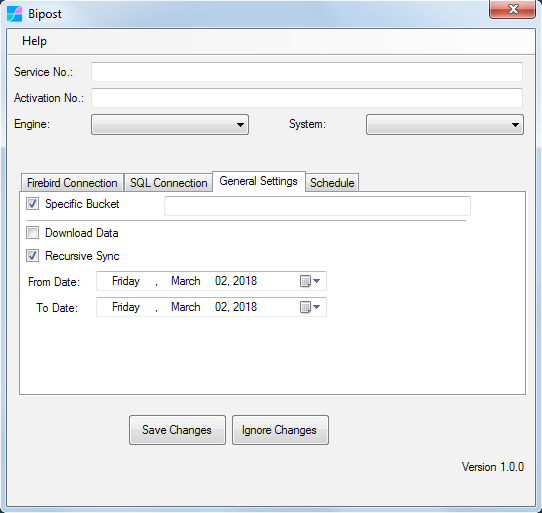 Bipost
Help
Service No.:
Activation No.:
Engine: System:
Firebird Connection SQL Connection General Settings Schedule
Specific Bucket
Download Data
Recursive Sync
From Date: Friday , March 02, 2018
To Date: Friday , March 02, 2018
Save Changes Ignore Changes
Version 1.0.0